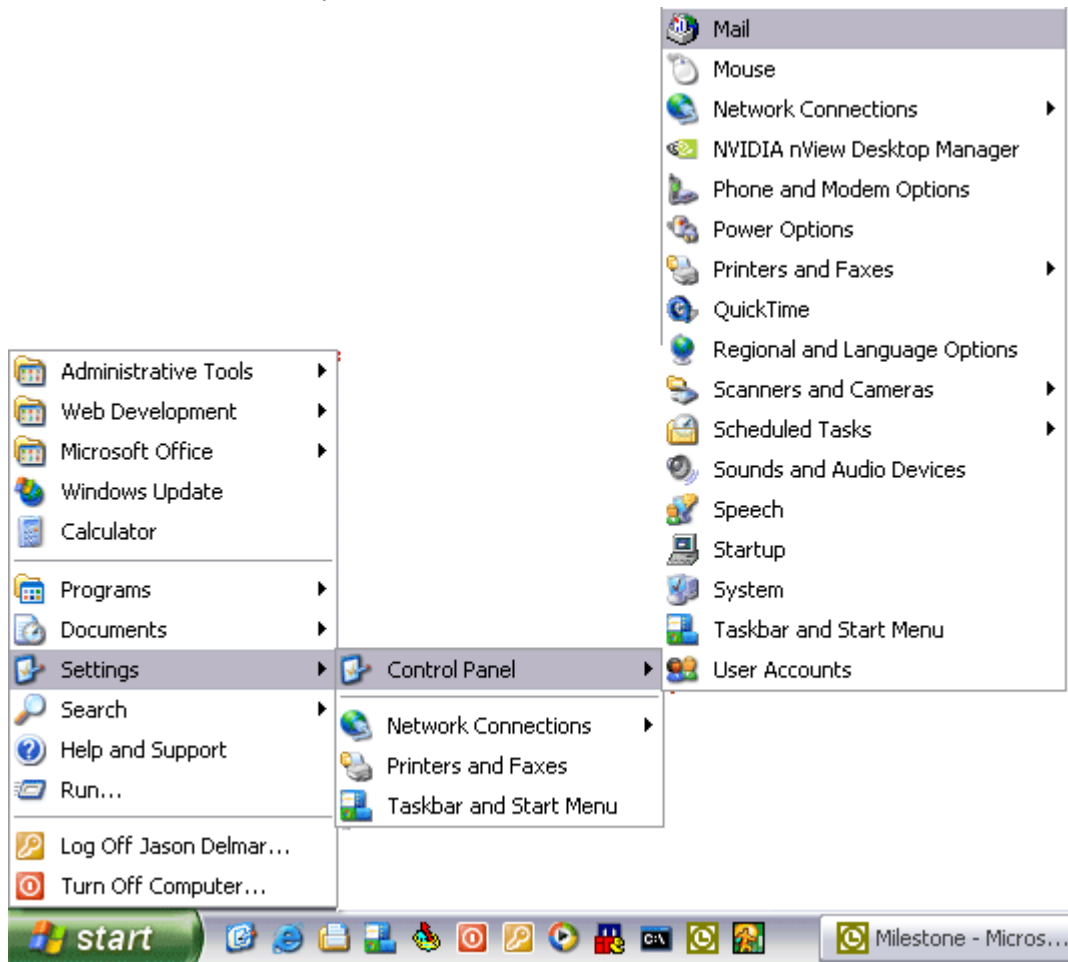 Mail
Mouse
Network Connections
NVIDIA nView Desktop Manager
Phone and Modem Options
Power Options
Printers and Faxes
QuickTime
Regional and Language Options
Scanners and Cameras
Scheduled Tasks
Sounds and Audio Devices
Speech
Startup
System
Taskbar and Start Menu
User Accounts
Administrative Tools
Web Development
Microsoft Office
Windows Update
Calculator
Programs
Documents
Settings
Search
Help and Support
Run...
Log Off Jason Delmar...
Turn Off Computer...
Control Panel
Network Connections
Printers and Faxes
Taskbar and Start Menu
start
C:\
Milestone - Micros...